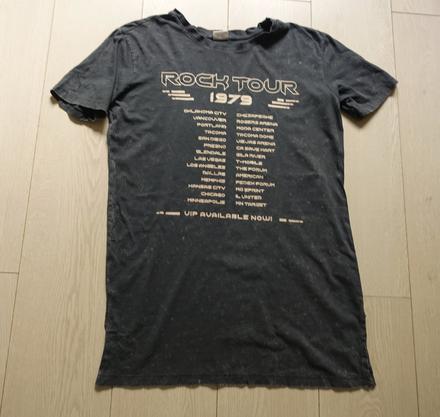 ROCK TOUR
1979
OKLAHOMA CITY CHESAPEAKE
VANCOUVER ROGERS ARENA
PORTLAND MODA CENTER
TACOMA TACOMA DOME
SAN DIEGO VIEJAS ARENA
FRESNO CA SAVE MART
GLENDALE GILA RIVER
LAS VEGAS T-MOBILE
LOS ANGELES THE FORUM
DALLAS AMERICAN
MEMPHIS FEDEX FORUM
KANSAS CITY MO SPRINT
CHICAGO IL UNITED
MINNEAPOLIS MN TARGET
VIP AVAILABLE NOW!